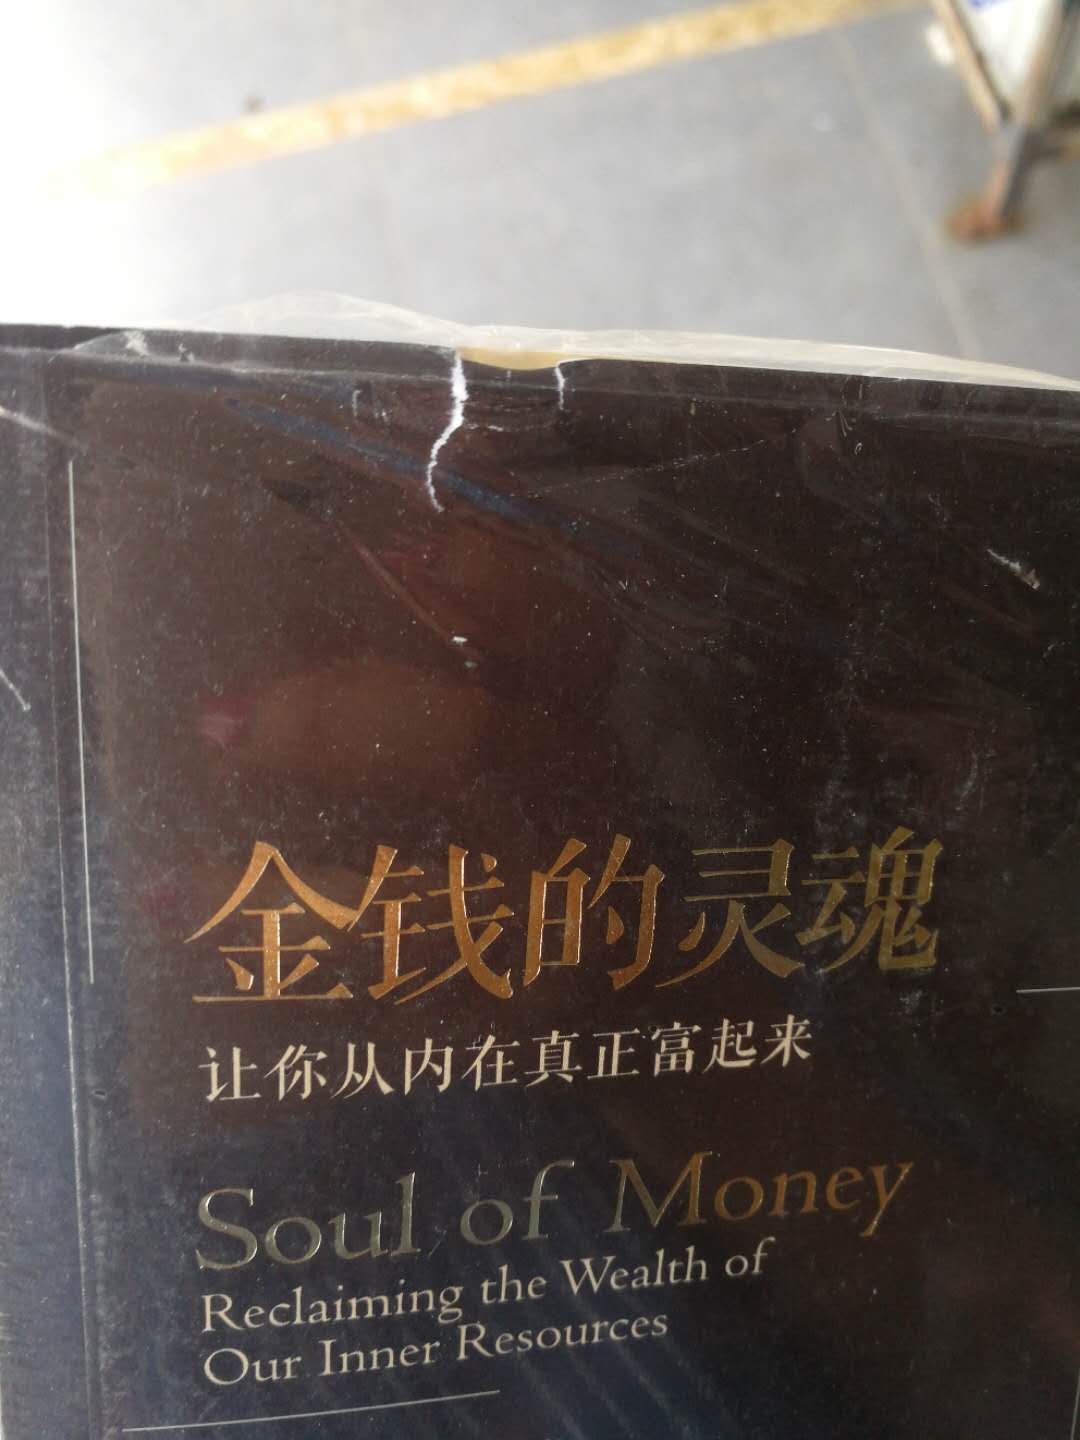 金钱的灵魂
让你从内在真正富起来
Soul of Money
Reclaiming the Wealth of
Our Inner Resources